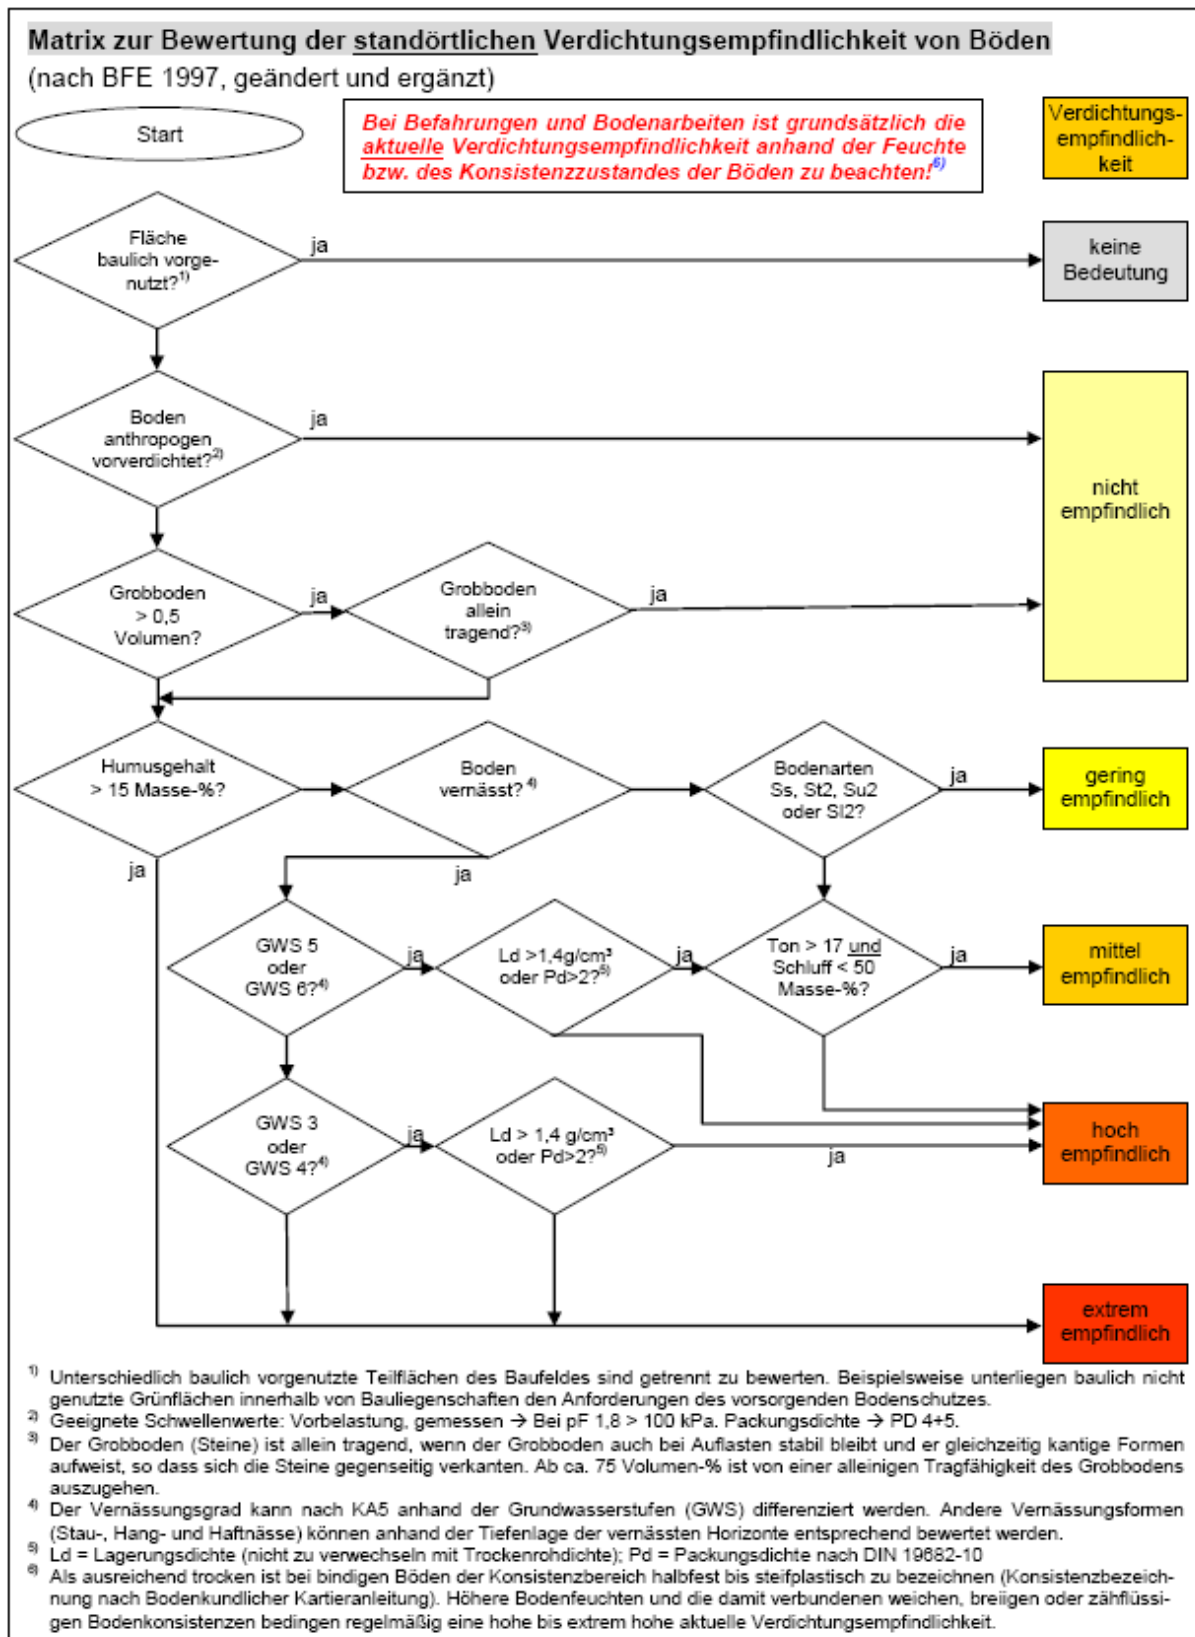 Matrix zur Bewertung der standörtlichen Verdichtungsempfindlichkeit von Böden
(nach BFE 1997, geändert und ergänzt)
Start
Bei Befahrungen und Bodenarbeiten ist grundsätzlich die
aktuelle Verdichtungsempfindlichkeit anhand der Feuchte
bzw. des Konsistenzzustandes der Böden zu beachten!6)
Verdichtungs-
empfindlich-
keit
Fläche
baulich vorge-
nutzt?1)
ja
keine
Bedeutung
Boden
anthropogen
vorverdichtet?2)
ja
nicht
empfindlich
Grobboden
> 0,5
Volumen?
ja
Grobboden
allein
tragend?3)
ja
Humusgehalt
> 15 Masse-%?
ja
Boden
vernässt? 4)
ja
Bodenarten
Ss, St2, Su2
oder Sl2?
ja
gering
empfindlich
GWS 5
oder
GWS 6?4)
ja
Ld >1,4g/cm³
oder Pd>2?5)
ja
Ton > 17 und
Schluff < 50
Masse-%?
ja
mittel
empfindlich
GWS 3
oder
GWS 4?4)
ja
Ld > 1,4 g/cm³
oder Pd>2?5)
ja
hoch
empfindlich
extrem
empfindlich
1) Unterschiedlich baulich vorgenutzte Teilflächen des Baufeldes sind getrennt zu bewerten. Beispielsweise unterliegen baulich nicht
genutzte Grünflächen innerhalb von Bauliegenschaften den Anforderungen des vorsorgenden Bodenschutzes.
2) Geeignete Schwellenwerte: Vorbelastung, gemessen → Bei pF 1,8 > 100 kPa. Packungsdichte → PD 4+5.
3) Der Grobboden (Steine) ist allein tragend, wenn der Grobboden auch bei Auflasten stabil bleibt und er gleichzeitig kantige Formen
aufweist, so dass sich die Steine gegenseitig verkanten. Ab ca. 75 Volumen-% ist von einer alleinigen Tragfähigkeit des Grobbodens
auszugehen.
4) Der Vernässungsgrad kann nach KA5 anhand der Grundwasserstufen (GWS) differenziert werden. Andere Vernässungsformen
(Stau-, Hang- und Haftnässe) können anhand der Tiefenlage der vernässten Horizonte entsprechend bewertet werden.
5) Ld = Lagerungsdichte (nicht zu verwechseln mit Trockenrohdichte); Pd = Packungsdichte nach DIN 19682-10
6) Als ausreichend trocken ist bei bindigen Böden der Konsistenzbereich halbfest bis steifplastisch zu bezeichnen (Konsistenzbezeich-
nung nach Bodenkundlicher Kartieranleitung). Höhere Bodenfeuchten und die damit verbundenen weichen, breiigen oder zähflüssi-
gen Bodenkonsistenzen bedingen regelmäßig eine hohe bis extrem hohe aktuelle Verdichtungsempfindlichkeit.